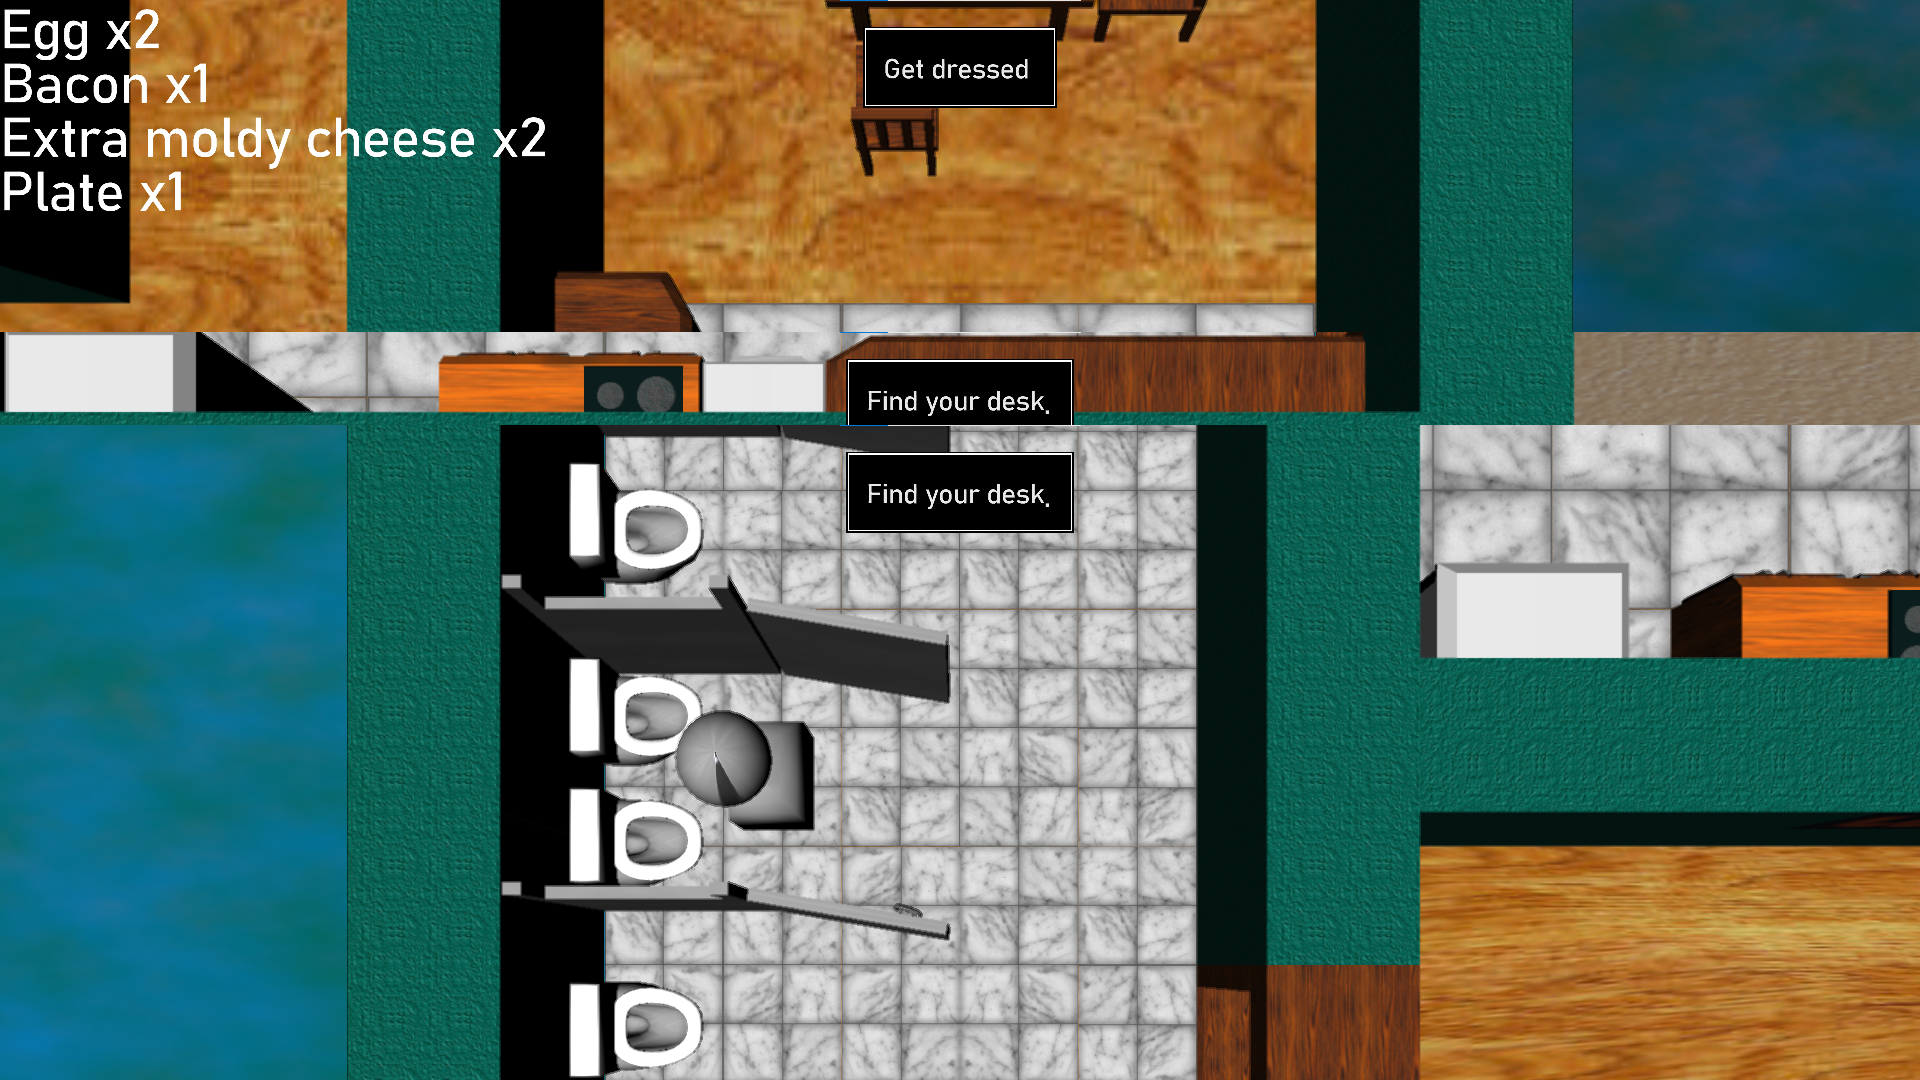 Egg x2
Bacon x1
Extra moldy cheese x2
Plate x1
Get dressed
Find your desk.
Find your desk.